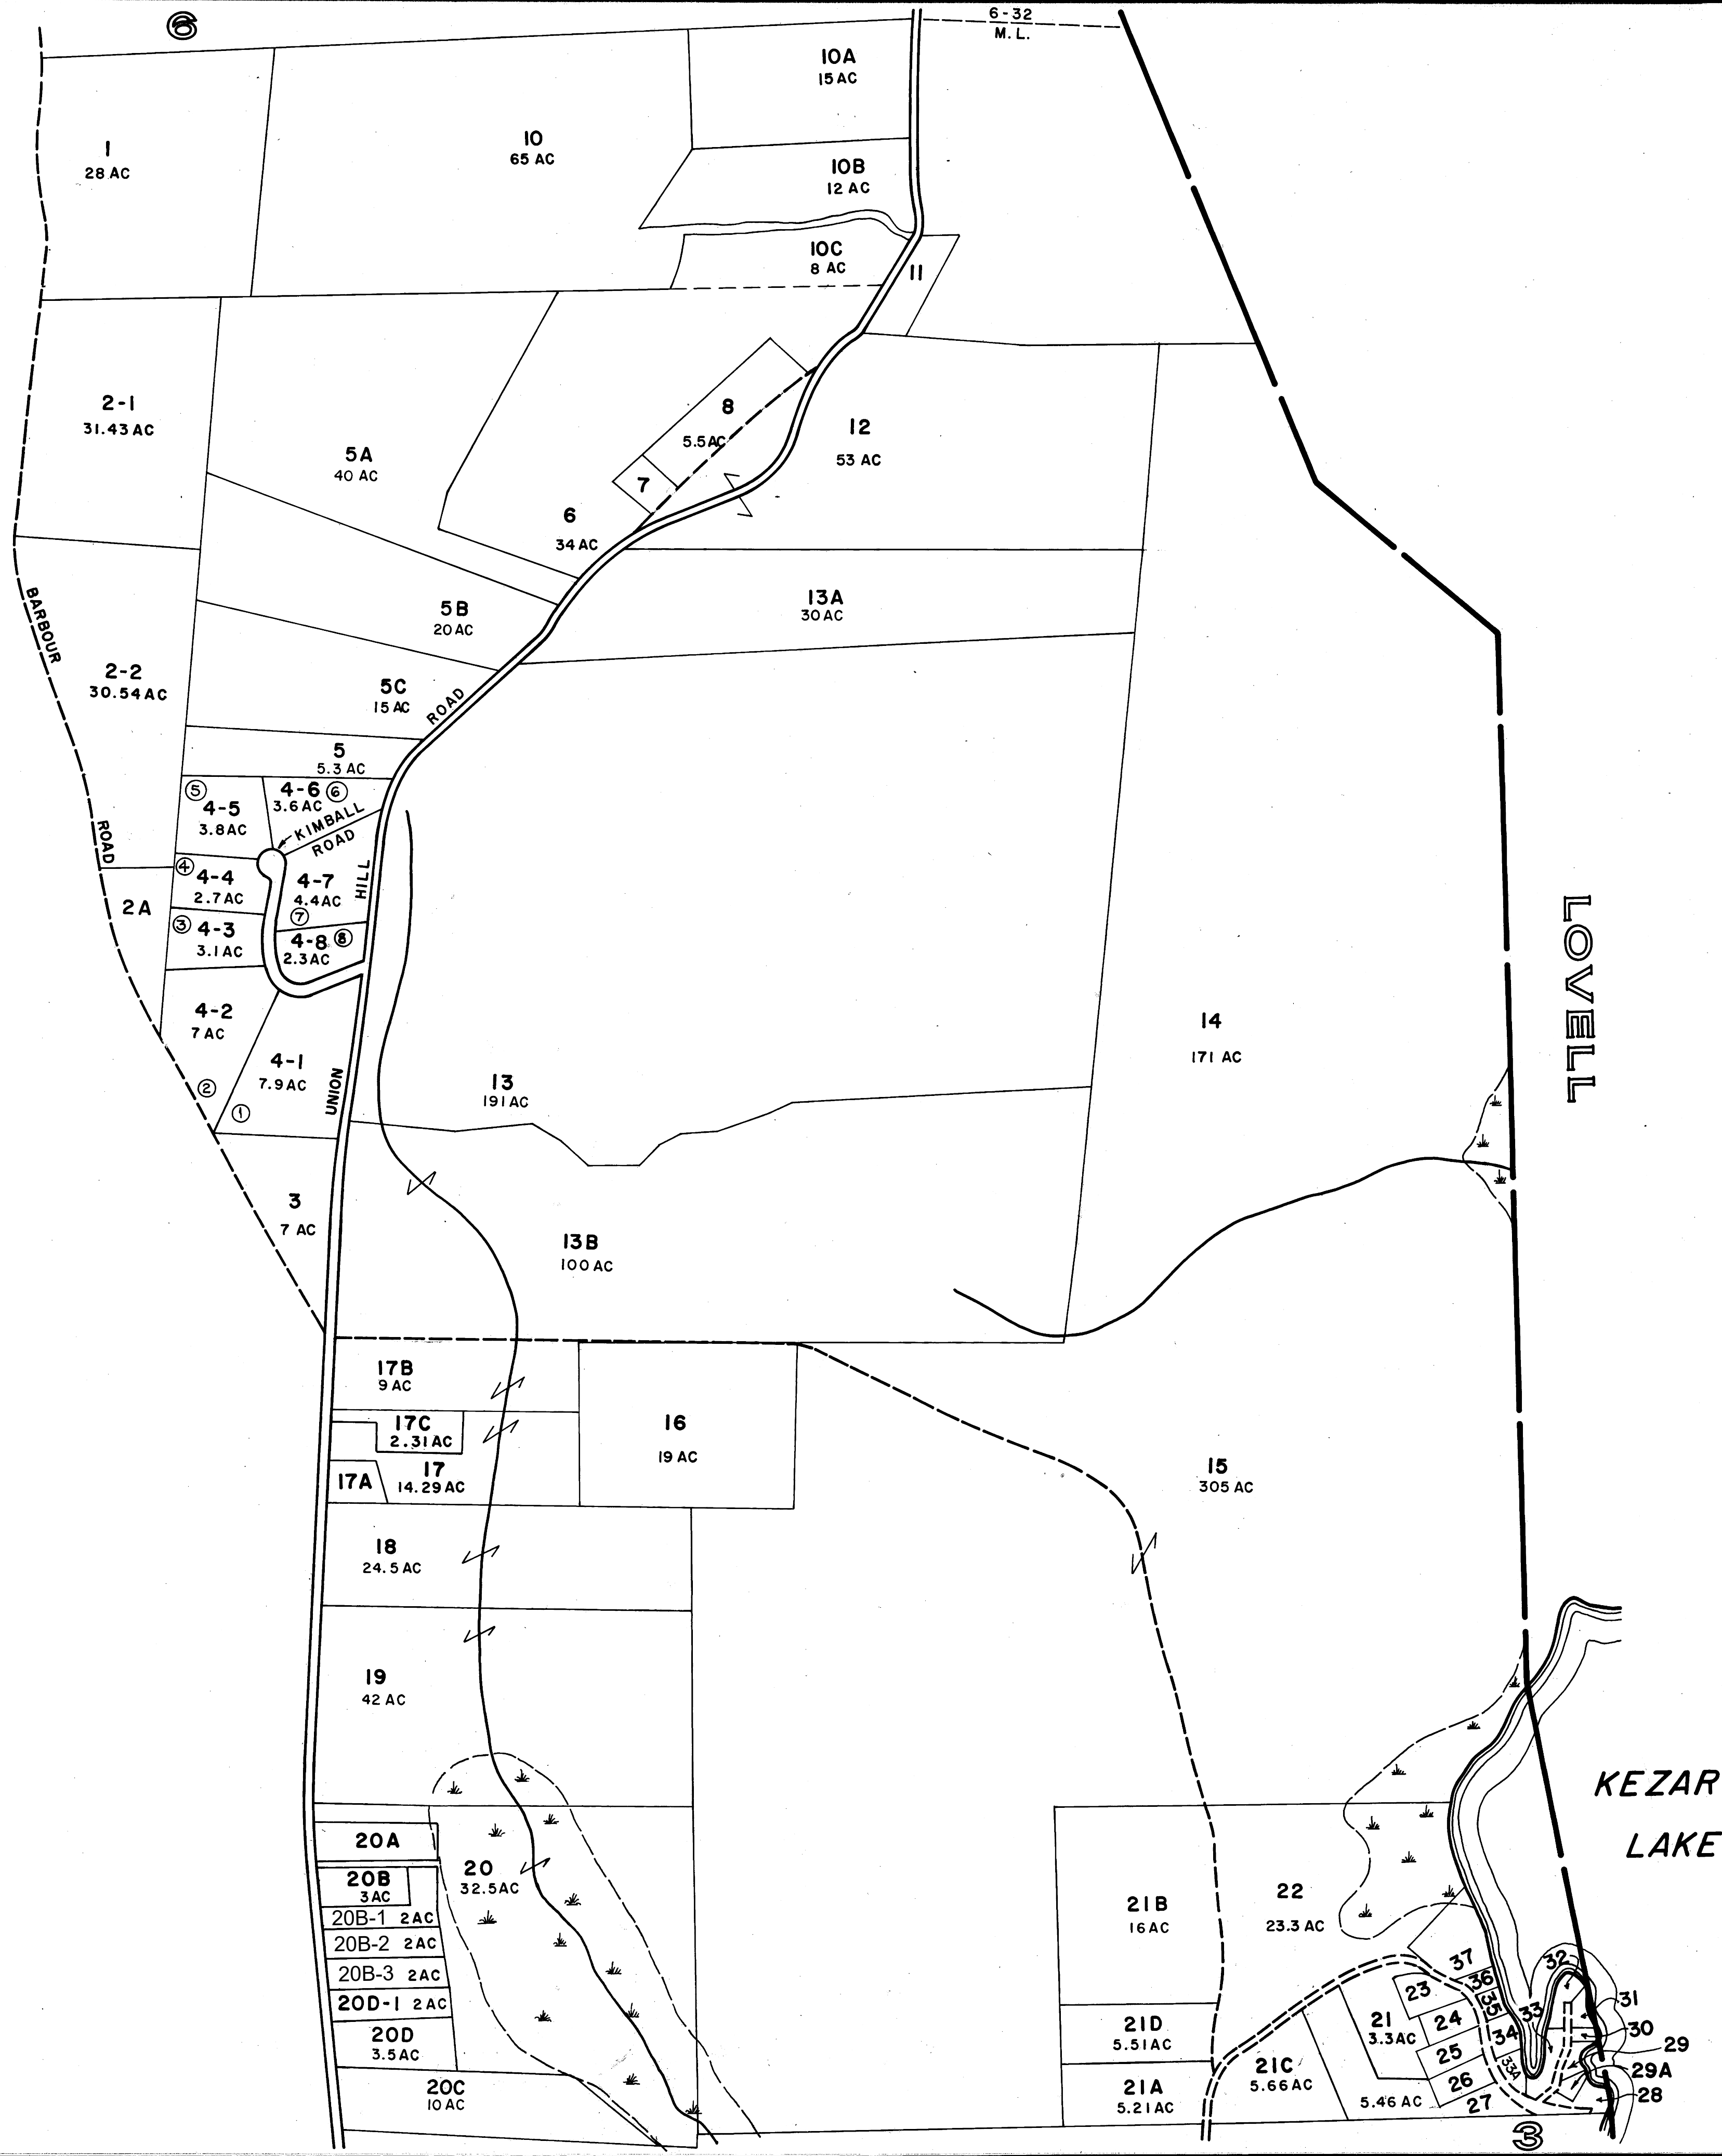 6
6-32
M.L.
10A
15 AC
1
28 AC
10
65 AC
10B
12 AC
10C
8 AC
11
2-1
31.43 AC
5A
40 AC
8
5.5 AC
7
12
53 AC
6
34 AC
BARBOUR
ROAD
5B
20 AC
13A
30 AC
2-2
30.54 AC
5C
15 AC
ROAD
5
5.3 AC
5
4-5
3.8 AC
4-6
6
3.6 AC
KIMBALL
ROAD
4
4-4
2.7 AC
4-7
4.4 AC
7
HILL
2A
3
4-3
3.1 AC
4-8
8
2.3 AC
LOVELL
4-2
7 AC
2
4-1
7.9 AC
1
UNION
13
191 AC
14
171 AC
3
7 AC
13B
100 AC
17B
9 AC
17C
2.31 AC
17
14.29 AC
17A
16
19 AC
15
305 AC
18
24.5 AC
19
42 AC
KEZAR
LAKE
20A
20
32.5 AC
20B
3 AC
20B-1 2 AC
20B-2 2 AC
20B-3 2 AC
20D-1 2 AC
20D
3.5 AC
20C
10 AC
21B
16 AC
22
23.3 AC
21D
5.51 AC
21A
5.21 AC
21C
5.66 AC
21
3.3 AC
5.46 AC
37
36
35
23
24
25
26
27
34
33A
33
32
31
30
29
29A
28
3